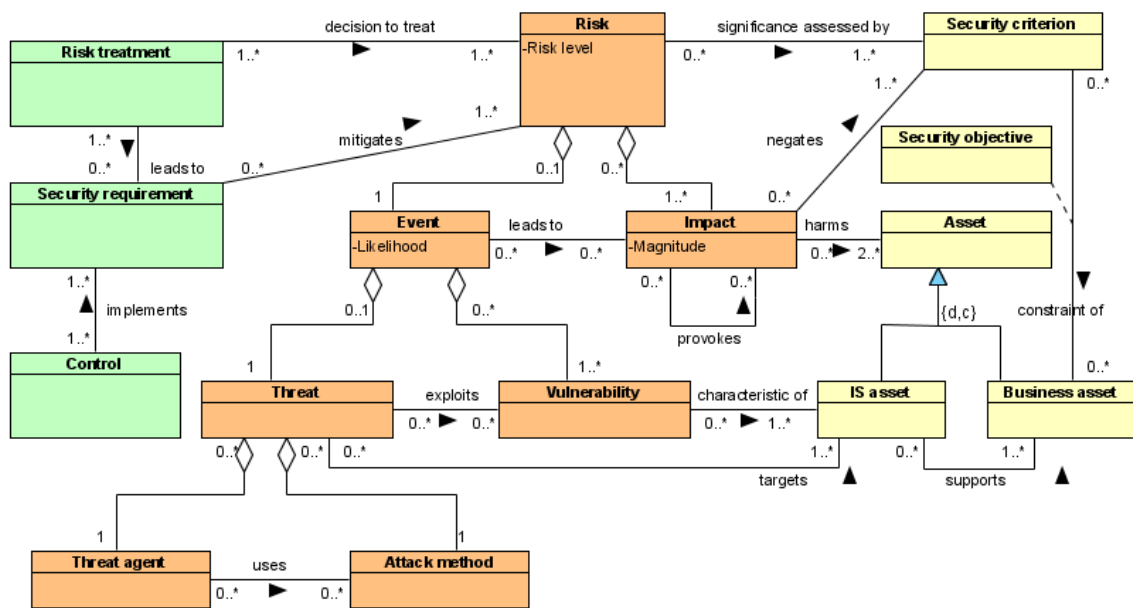 decision to treat
Risk
significance assessed by
Security criterion
Risk treatment
-Risk level
1..*
1..*
0..*
1..*
0..*
1..*
1..*
1..*
mitigates
negates
Security objective
0..*
leads to
0..*
0..1
0..*
Security requirement
1
1..*
0..*
Event
leads to
Impact
harms
Asset
-Likelihood
-Magnitude
0..*
0..*
0..*
2..*
1..*
0..*
0..*
implements
0..1
0..*
{d,c}
constraint of
1..*
provokes
Control
1
1..*
0..*
Threat
exploits
Vulnerability
characteristic of
IS asset
Business asset
0..*
0..*
0..*
1..*
0..*
0..*
0..*
1..*
0..*
1..*
targets
supports
1
1
Threat agent
uses
Attack method
0..*
0..*